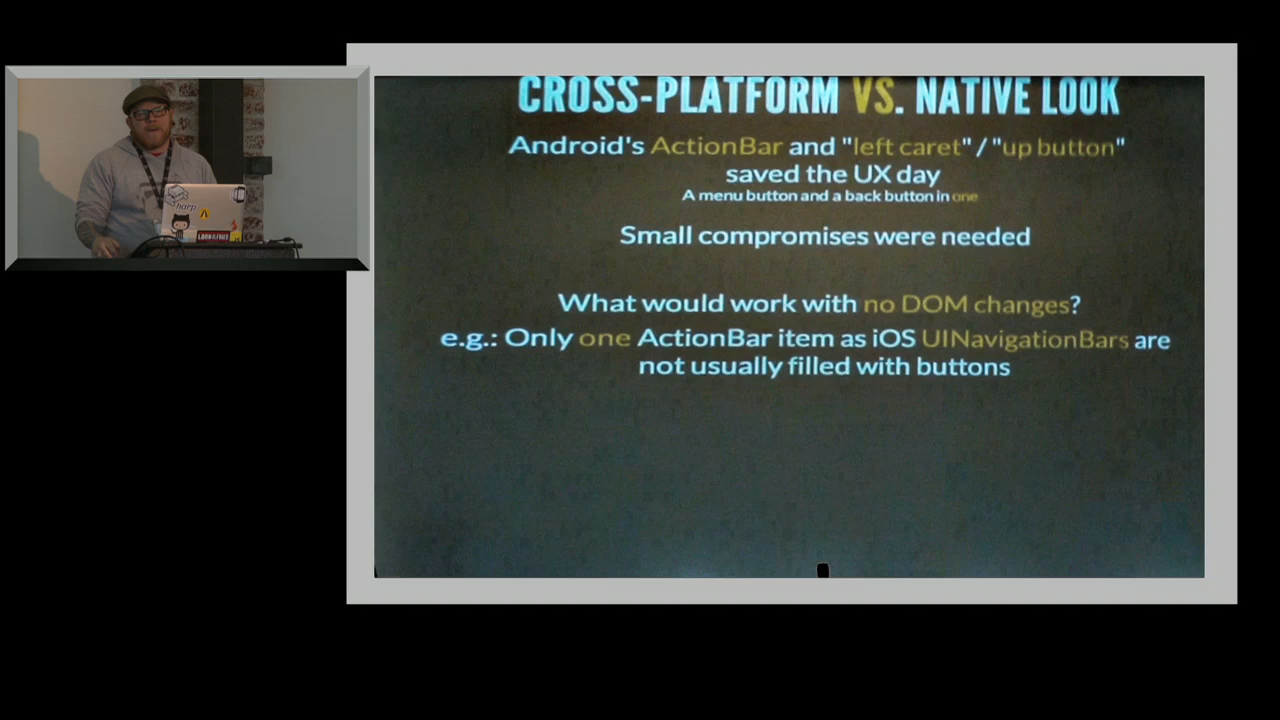 CROSS-PLATFORM VS. NATIVE LOOK
Android's ActionBar and "left caret" / "up button"
saved the UX day
A menu button and a back button in one
Small compromises were needed
What would work with no DOM changes?
e.g.: Only one ActionBar item as iOS UINavigationBars are
not usually filled with buttons
harp